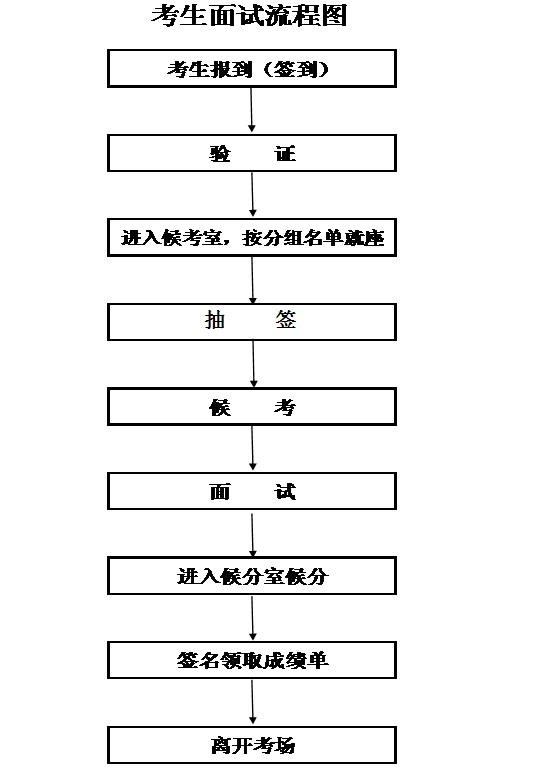 考生面试流程图
考生报到（签到）
验 证
进入候考室，按分组名单就座
抽 签
候 考
面 试
进入候分室候分
签名领取成绩单
离开考场